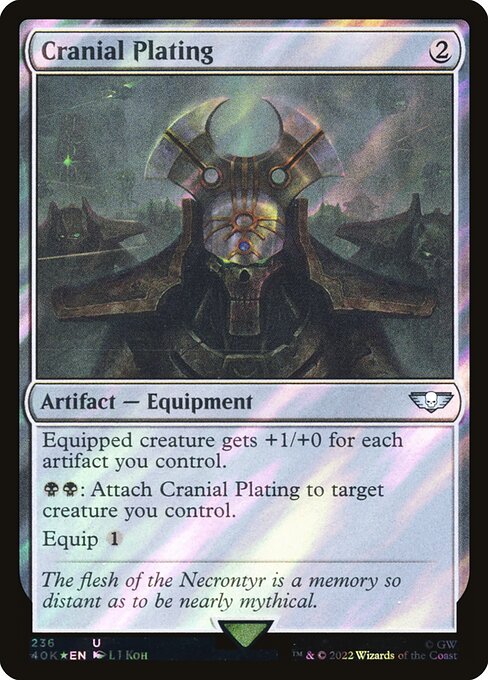 Cranial Plating 2
Artifact — Equipment
Equipped creature gets +1/+0 for each
artifact you control.
: Attach Cranial Plating to target
creature you control.
Equip 1
The flesh of the Necrontyr is a memory so
distant as to be nearly mythical.
236 U © GW
40K★EN LJ Koh ™ & © 2022 Wizards of the Coast